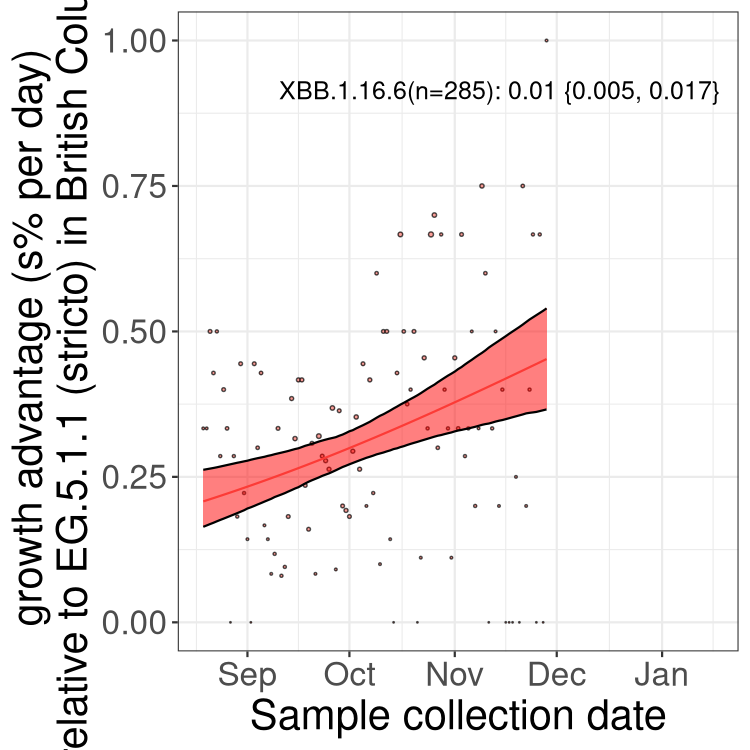 growth advantage (s% per day)
relative to EG.5.1.1 (stricto) in British Colu
1.00
0.75
0.50
0.25
0.00
XBB.1.16.6(n=285): 0.01 {0.005, 0.017}
Sep Oct Nov Dec Jan
Sample collection date